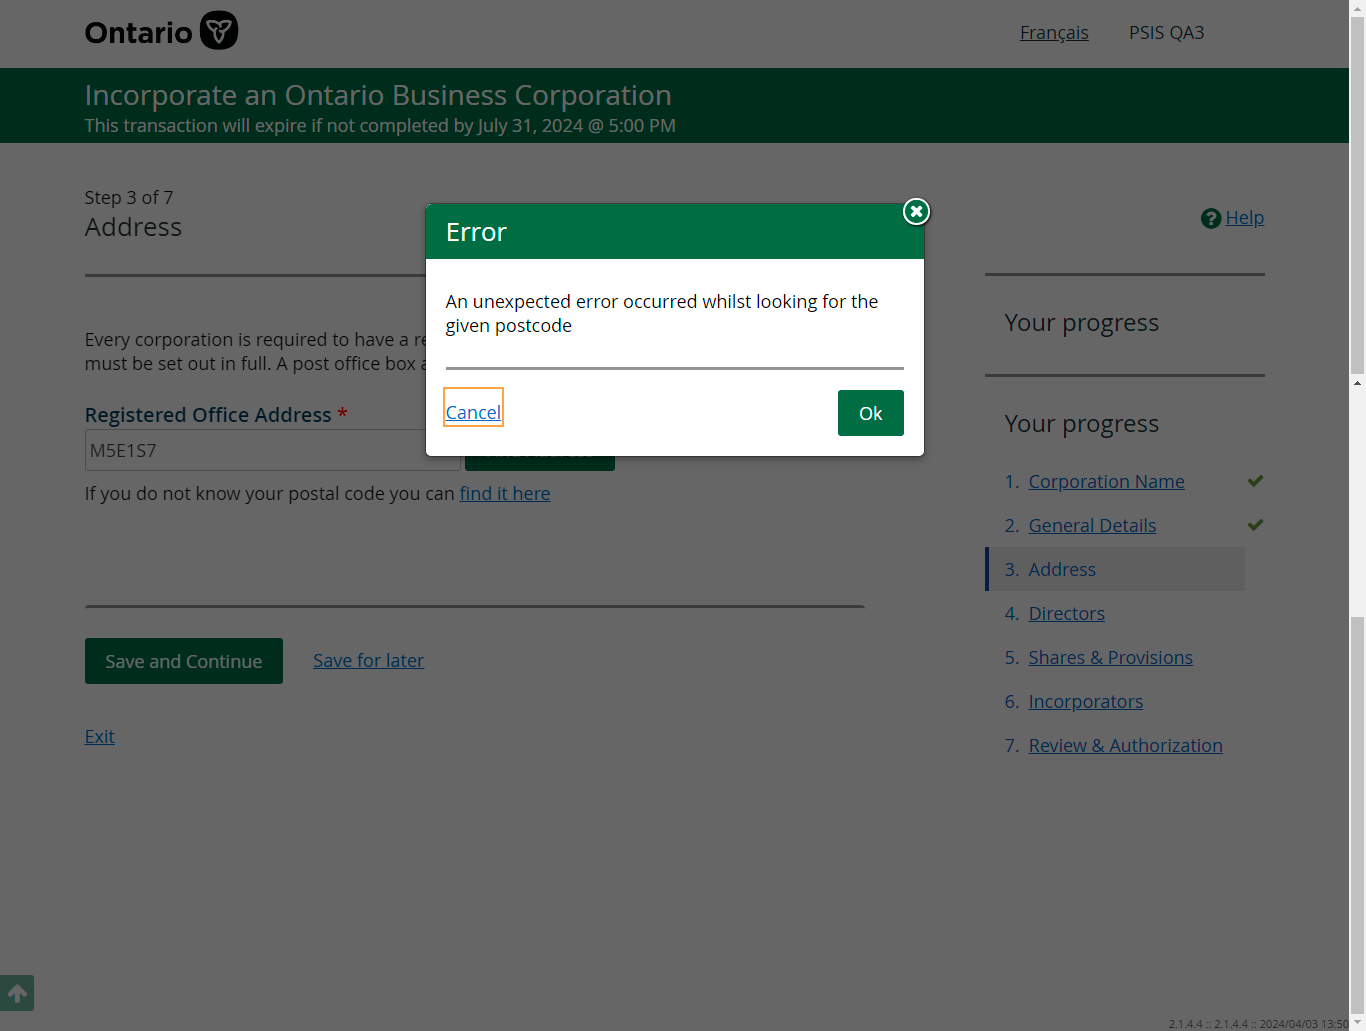 Ontario
Français PSIS QA3
Incorporate an Ontario Business Corporation
This transaction will expire if not completed by July 31, 2024 @ 5:00 PM
Step 3 of 7
Address
Help
Error
An unexpected error occurred whilst looking for the
given postcode
Cancel
Ok
Every corporation is required to have a
must be set out in full. A post office box
Registered Office Address *
M5E1S7
If you do not know your postal code you can find it here
Save and Continue
Save for later
Exit
Your progress
Your progress
1. Corporation Name
2. General Details
3. Address
4. Directors
5. Shares & Provisions
6. Incorporators
7. Review & Authorization
2.1.4.4 :: 2.1.4.4 :: 2024/04/03 13:50